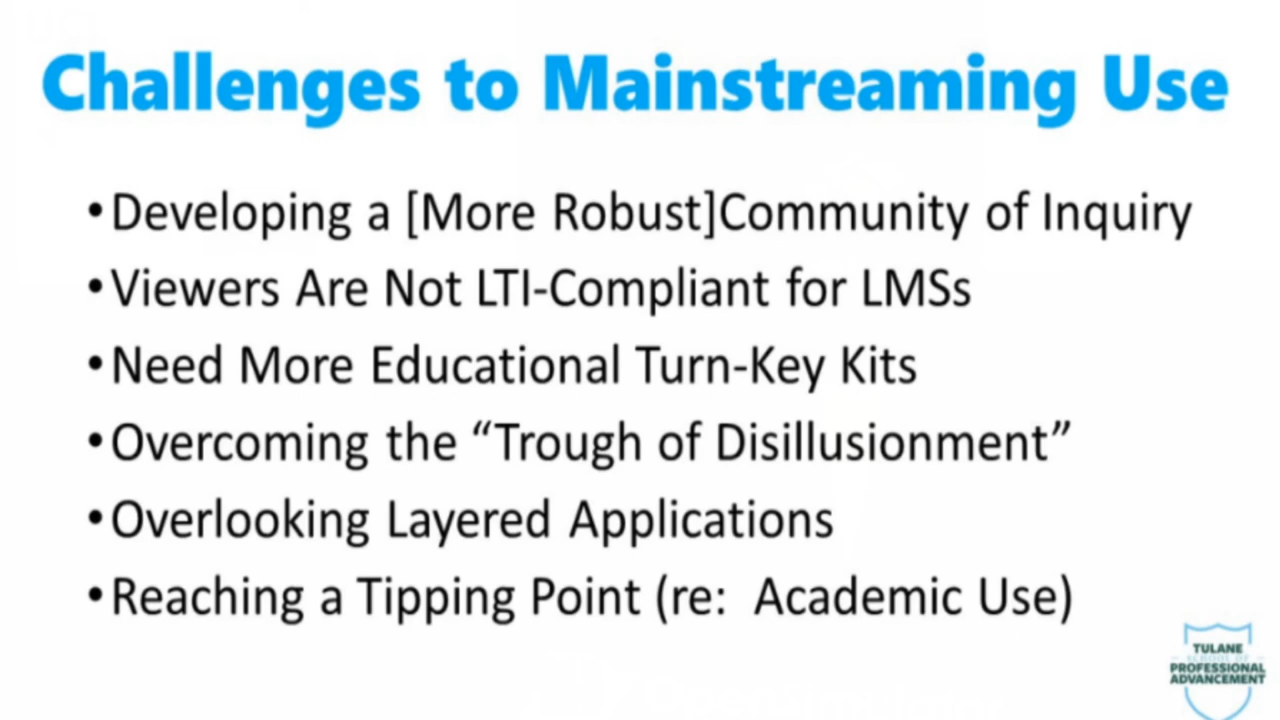 Challenges to Mainstreaming Use
•Developing a [More Robust]Community of Inquiry
•Viewers Are Not LTI-Compliant for LMSs
•Need More Educational Turn-Key Kits
•Overcoming the “Trough of Disillusionment”
•Overlooking Layered Applications
•Reaching a Tipping Point (re:  Academic Use)
TULANE
SCHOOL OF
PROFESSIONAL
ADVANCEMENT